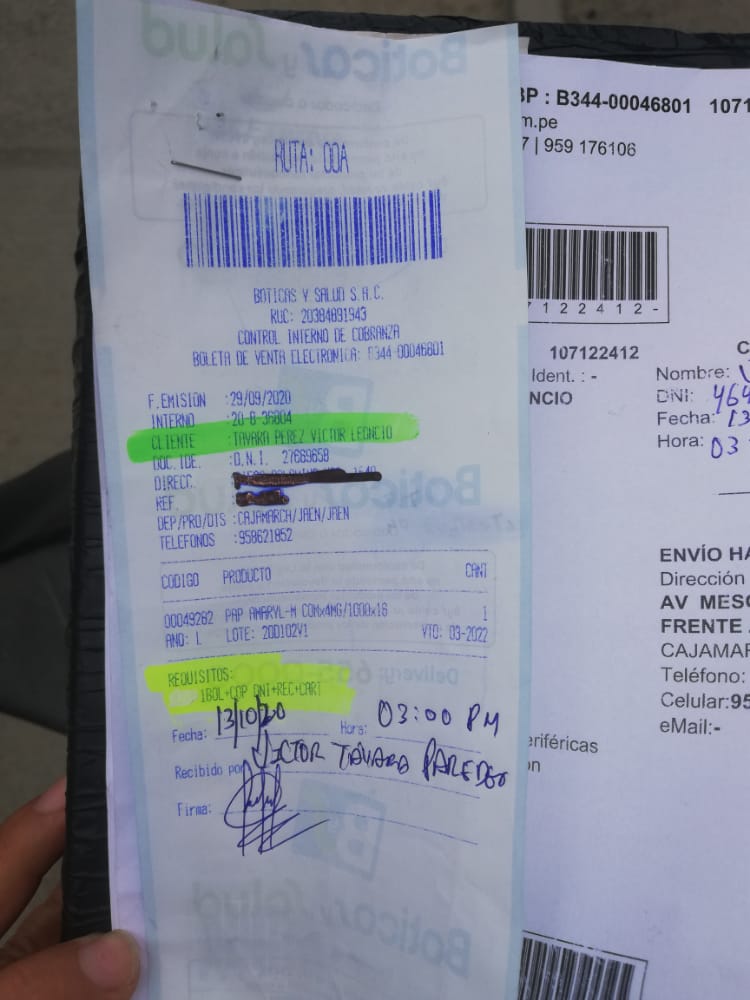 RUTA: 00A
BOTICAS Y SALUD S.A.C.
RUC: 20384891943
CONTROL INTERNO DE COBRANZA
BOLETA DE VENTA ELECTRONICA: B344-00046801
F.EMISION :29/09/2020
INTERNO :20-8-36804
CLIENTE :TAVARA PEREZ VICTOR LEONCIO
DOC.IDE. :D.N.I. 27669658
DIRECC.
REF.
DEP/PRO/DIS :CAJAMARCA/JAEN/JAEN
TELEFONOS :958621852
CODIGO PRODUCTO CANT
00049282 PAP AMARYL-M COMx4MG/1000x16 1
ANO: L LOTE: 20D102V1 VTO: 03-2022
REQUISITOS:
1BOL+COP DNI+REC+CART
Fecha: 13/10/20 Hora: 03:00 PM
Recibido por VICTOR TAVARA PAREDES
Firma:
BP : B344-00046801 1071
m.pe
7 | 959 176106
7122412-
107122412
Ident. : -
NCIO
Nombre: V
DNI: 464
Fecha: 13
Hora: 03
ENVÍO HA
Dirección
AV MESO
FRENTE
CAJAMAR
Teléfono:
Celular:95
eMail:-
eriféricas
ón